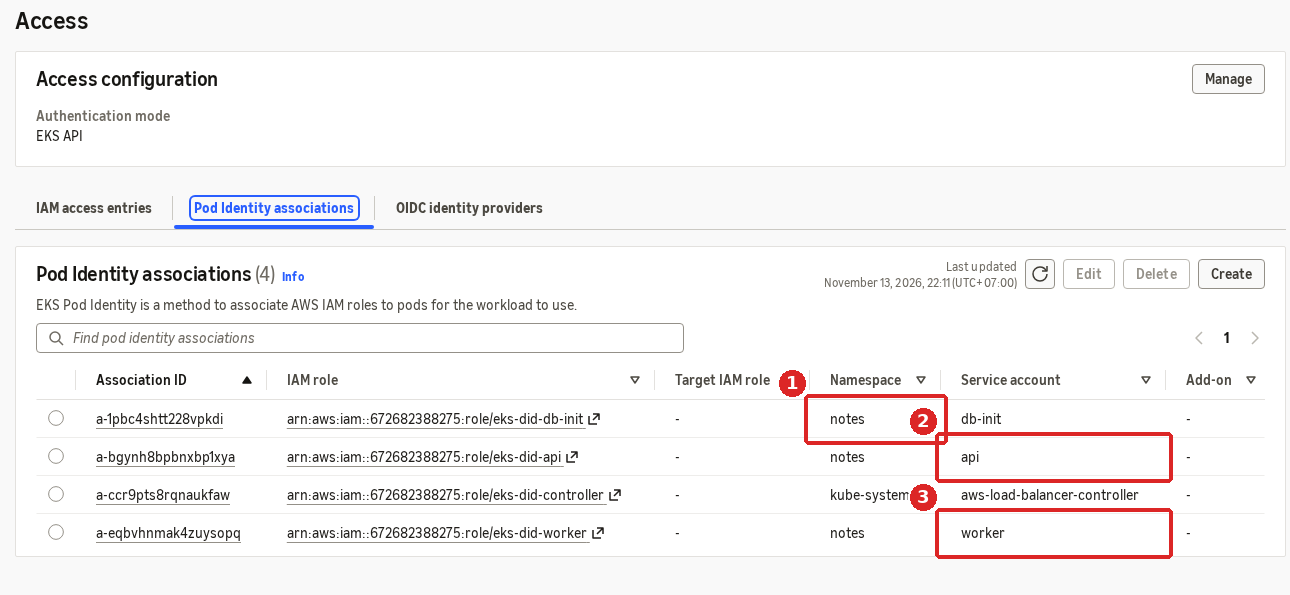 Access
Access configuration
Manage
Authentication mode
EKS API
IAM access entries
Pod Identity associations
OIDC identity providers
Pod Identity associations (4) Info
Last updated
November 13, 2026, 22:11 (UTC+07:00)
Edit
Delete
Create
EKS Pod Identity is a method to associate AWS IAM roles to pods for the workload to use.
Find pod identity associations
1
Association ID IAM role Target IAM role 1 Namespace Service account Add-on
a-1pbc4shtt228vpkdi arn:aws:iam::672682388275:role/eks-did-db-init - notes 2 db-init -
a-bgynh8bpbnxbp1xya arn:aws:iam::672682388275:role/eks-did-api - notes api -
a-ccr9pts8rqnaukfaw arn:aws:iam::672682388275:role/eks-did-controller - kube-system 3 aws-load-balancer-controller -
a-eqbvhnmak4zuysopq arn:aws:iam::672682388275:role/eks-did-worker - notes worker -